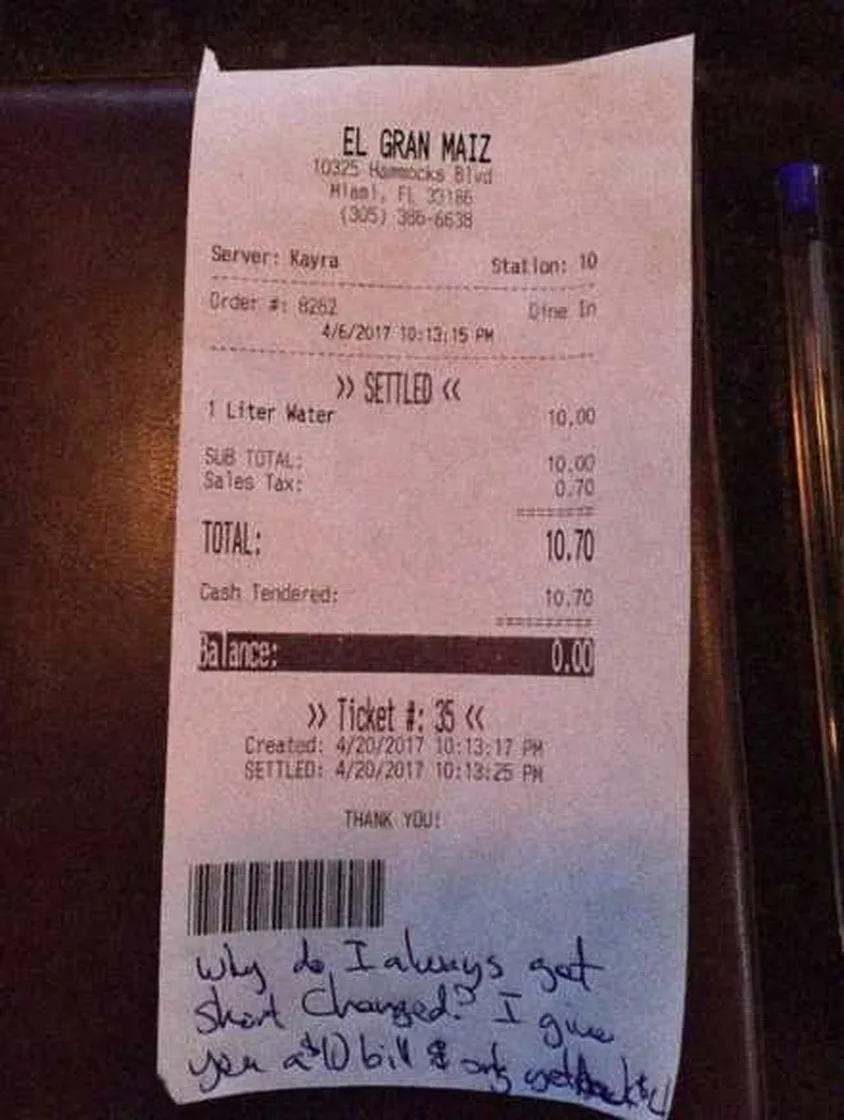 EL GRAN MAIZ
10325 Hammocks Blvd
Miami, FL 33186
(305) 386-6638
Server: Kayra Station: 10
Order #: 8262 Dine In
4/6/2017 10:13:15 PM
>> SETTLED <<
1 Liter Water 10.00
SUB TOTAL: 10.00
Sales Tax: 0.70
TOTAL: 10.70
Cash Tendered: 10.70
Balance: 0.00
>> Ticket #: 35 <<
Created: 4/20/2017 10:13:17 PM
SETTLED: 4/20/2017 10:13:25 PM
THANK YOU!
Why do I always get
short changed? I give
you a $10 bill & only get back $4